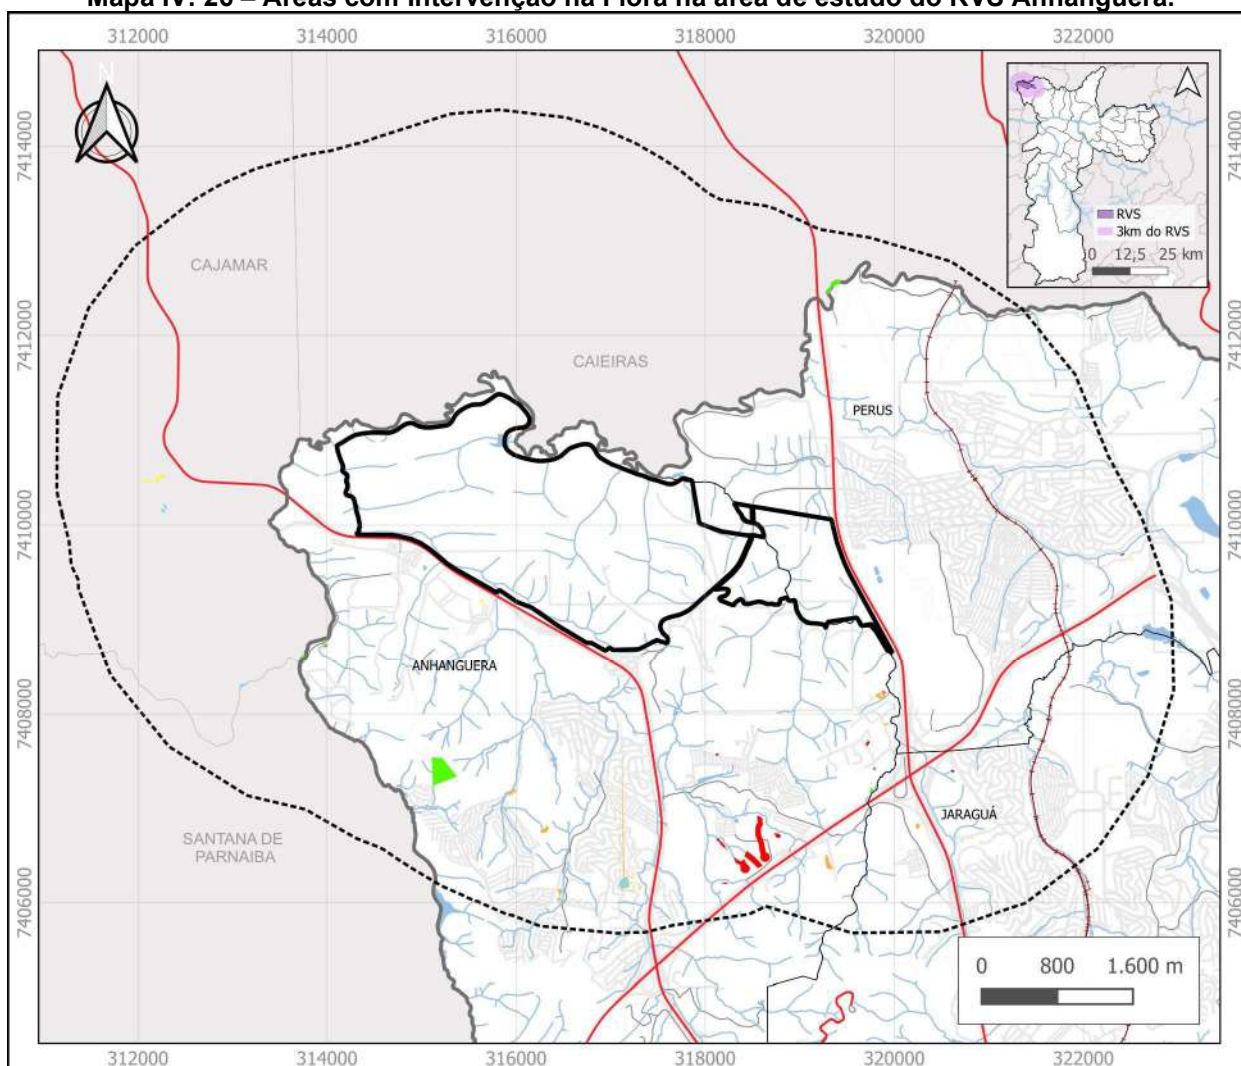 Mapa IV. 26 – Áreas com Intervenção na Flora na área de estudo do RVS Anhanguera.
312000 314000 316000 318000 320000 322000
N
7414000 7414000
RVS
3km do RVS
0 12,5 25 km
CAJAMAR
7412000 7412000
CAIEIRAS
PERUS
7410000 7410000
ANHANGUERA
7408000 7408000
JARAGUÁ
SANTANA DE
PARNAIBA
7406000 7406000
0 800 1.600 m
312000 314000 316000 318000 320000 322000